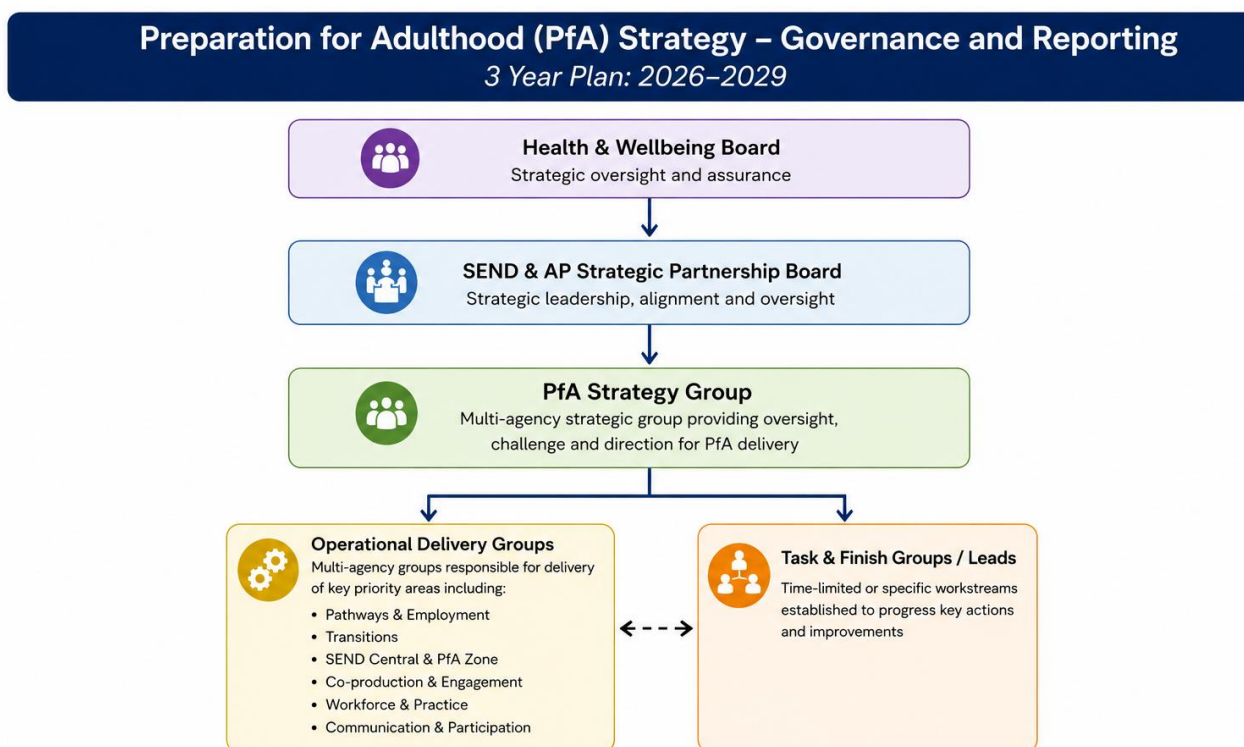 Preparation for Adulthood (PfA) Strategy – Governance and Reporting
3 Year Plan: 2026–2029
Health & Wellbeing Board
Strategic oversight and assurance
SEND & AP Strategic Partnership Board
Strategic leadership, alignment and oversight
PfA Strategy Group
Multi-agency strategic group providing oversight,
challenge and direction for PfA delivery
Operational Delivery Groups
Multi-agency groups responsible for delivery
of key priority areas including:
• Pathways & Employment
• Transitions
• SEND Central & PfA Zone
• Co-production & Engagement
• Workforce & Practice
• Communication & Participation
Task & Finish Groups / Leads
Time-limited or specific workstreams
established to progress key actions
and improvements